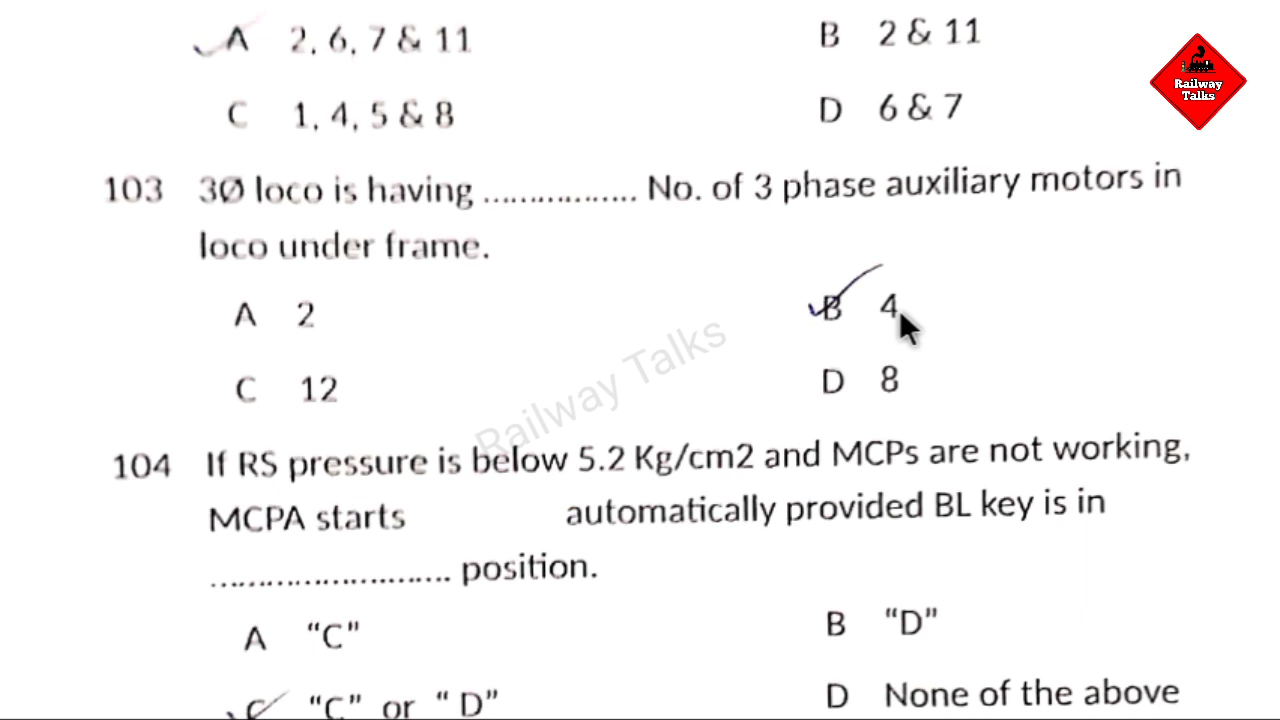 A 2, 6, 7 & 11
B 2 & 11
C 1, 4, 5 & 8
D 6 & 7
Railway
Talks
103 3Ø loco is having ................. No. of 3 phase auxiliary motors in
loco under frame.
A 2
B 4
C 12
D 8
Railway Talks
104 If RS pressure is below 5.2 Kg/cm2 and MCPs are not working,
MCPA starts automatically provided BL key is in
.......................... position.
A “C”
B “D”
C “C” or “ D”
D None of the above